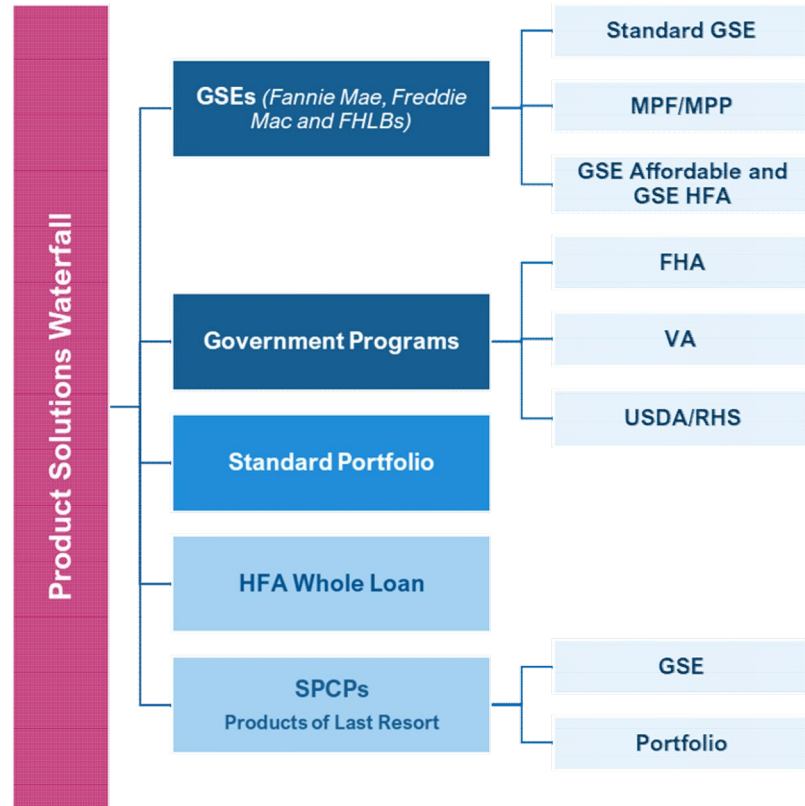 Product Solutions Waterfall
GSEs (Fannie Mae, Freddie
Mac and FHLBs)
Standard GSE
MPF/MPP
GSE Affordable and
GSE HFA
Government Programs
FHA
VA
USDA/RHS
Standard Portfolio
HFA Whole Loan
SPCPs
Products of Last Resort
GSE
Portfolio